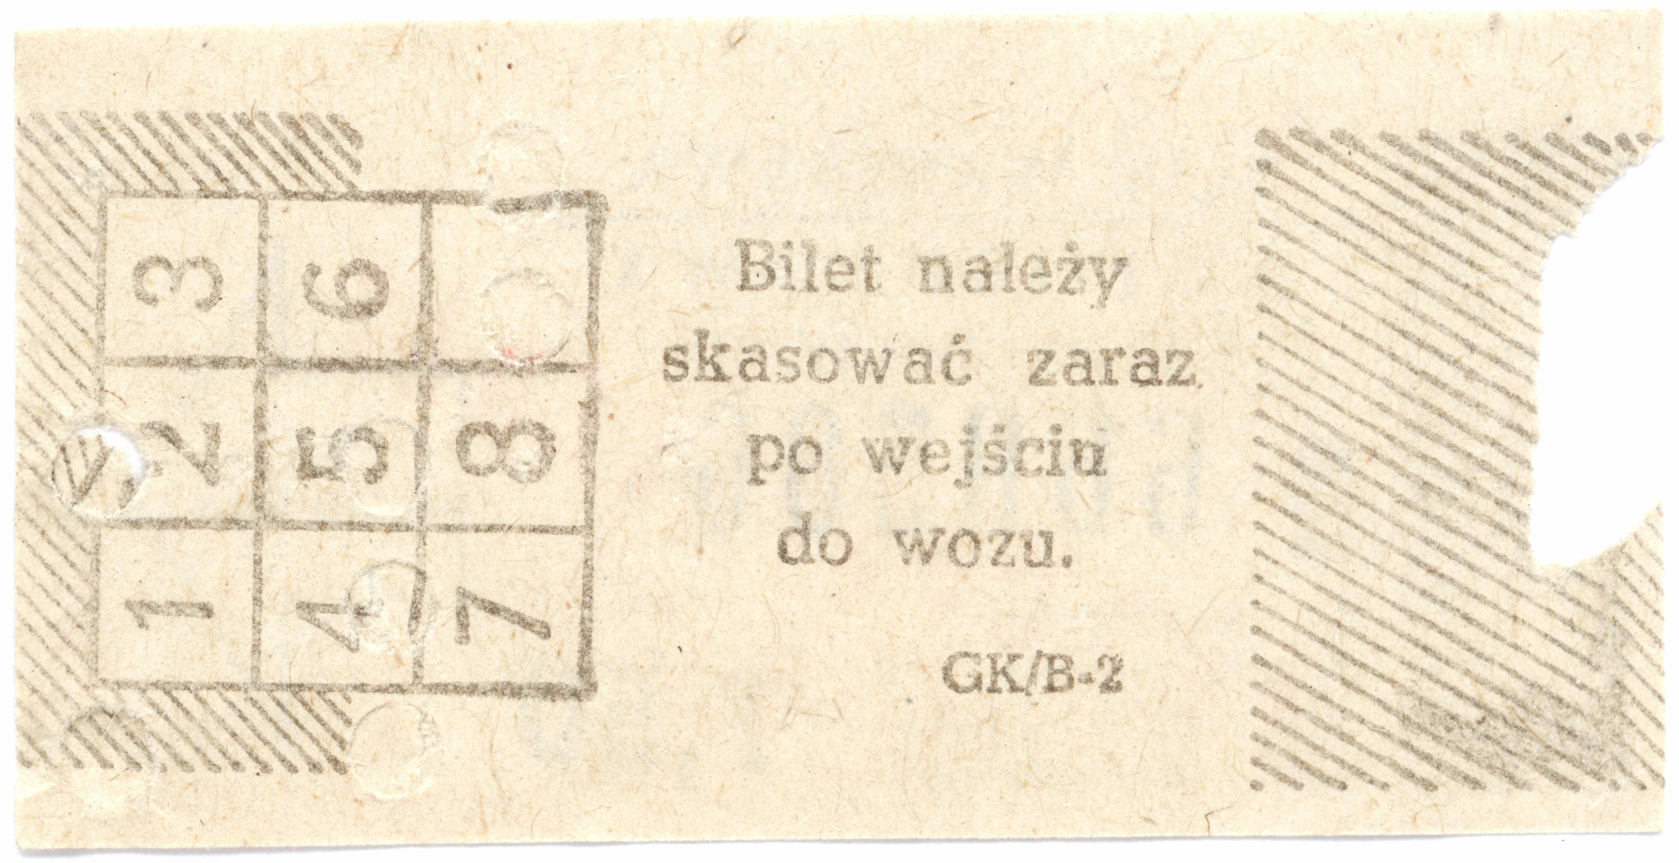 3 6
2 5 8
1 4 7
Bilet należy
skasować zaraz
po wejściu
do wozu.
GK/B-2